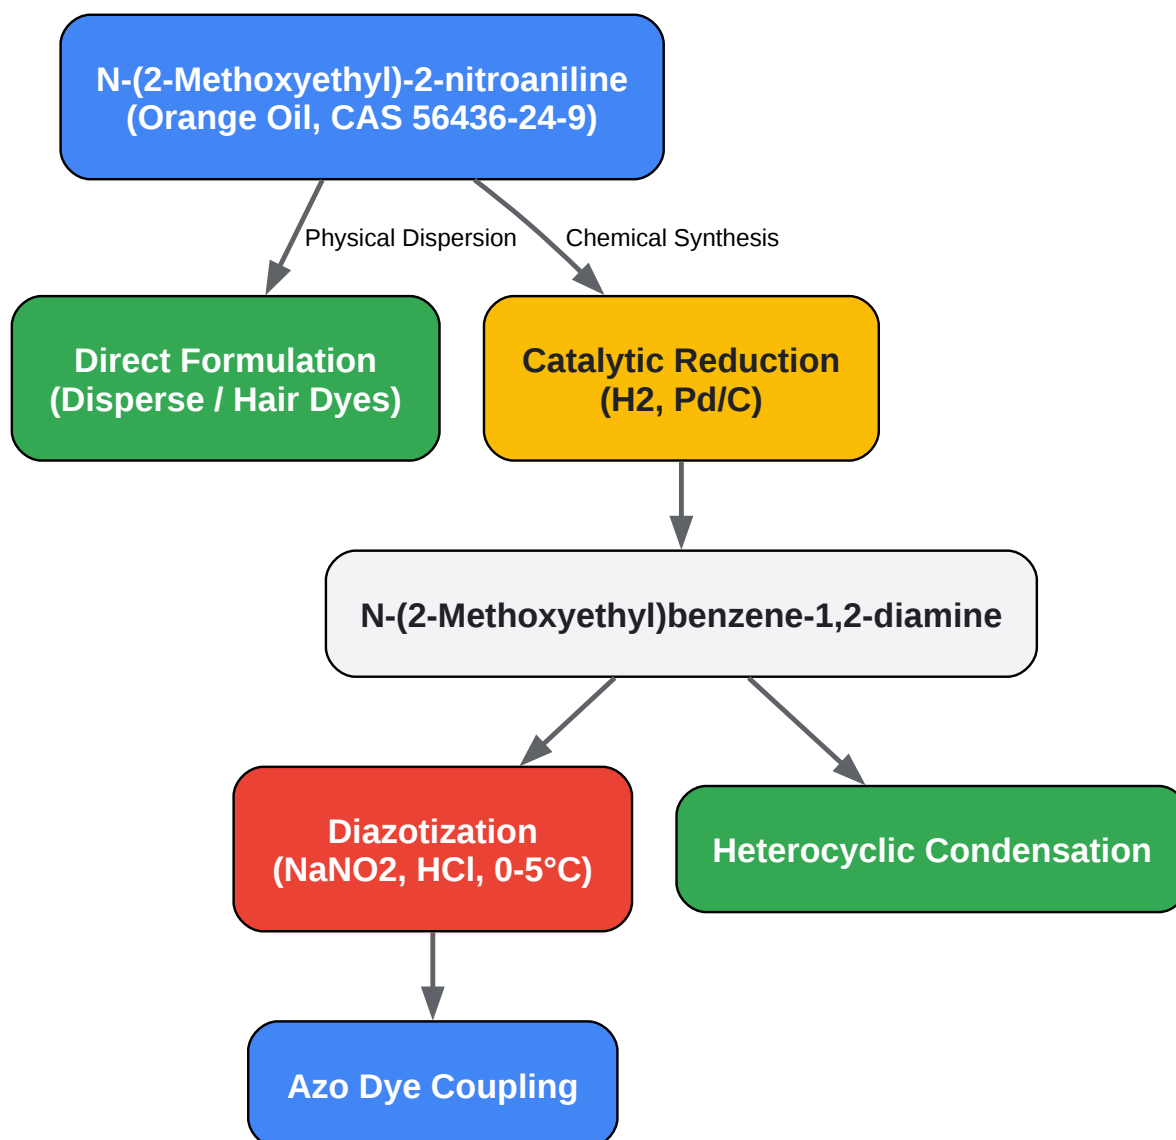 N-(2-Methoxyethyl)-2-nitroaniline
(Orange Oil, CAS 56436-24-9)
Physical Dispersion
Chemical Synthesis
Direct Formulation
(Disperse / Hair Dyes)
Catalytic Reduction
(H2, Pd/C)
N-(2-Methoxyethyl)benzene-1,2-diamine
Diazotization
(NaNO2, HCl, 0-5°C)
Heterocyclic Condensation
Azo Dye Coupling